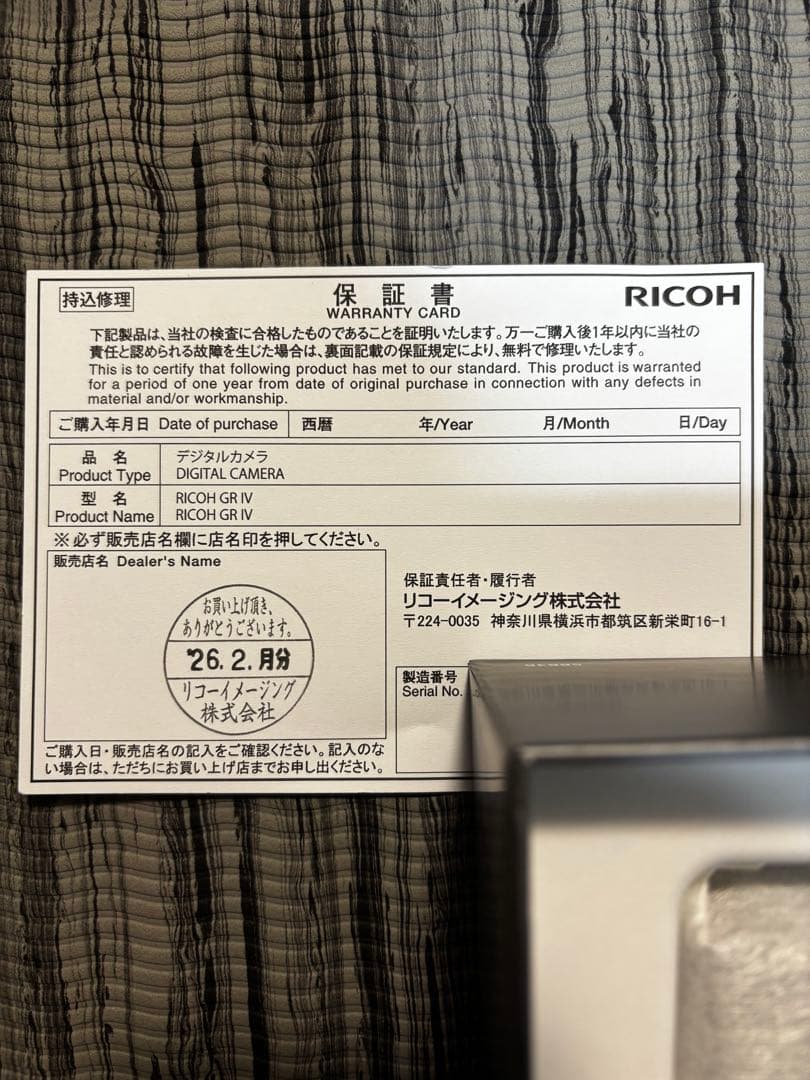 持込修理
保証書
WARRANTY CARD
RICOH
下記製品は、当社の検査に合格したものであることを証明いたします。万一ご購入後1年以内に当社の
責任と認められる故障を生じた場合は、裏面記載の保証規定により、無料で修理いたします。
This is to certify that following product has met to our standard. This product is warranted
for a period of one year from date of original purchase in connection with any defects in
material and/or workmanship.
ご購入年月日 Date of purchase 西暦 年/Year 月/Month 日/Day
品名 デジタルカメラ
Product Type DIGITAL CAMERA
型名 RICOH GR IV
Product Name RICOH GR IV
※必ず販売店名欄に店名印を押してください。
販売店名 Dealer's Name
お買い上げ頂き、
ありがとうございます。
'26.2.月分
リコーイメージング
株式会社
ご購入日・販売店名の記入をご確認ください。記入のな
い場合は、ただちにお買い上げ店までお申し出ください。
保証責任者・履行者
リコーイメージング株式会社
〒224-0035 神奈川県横浜市都筑区新栄町16-1
製造番号
Serial No.